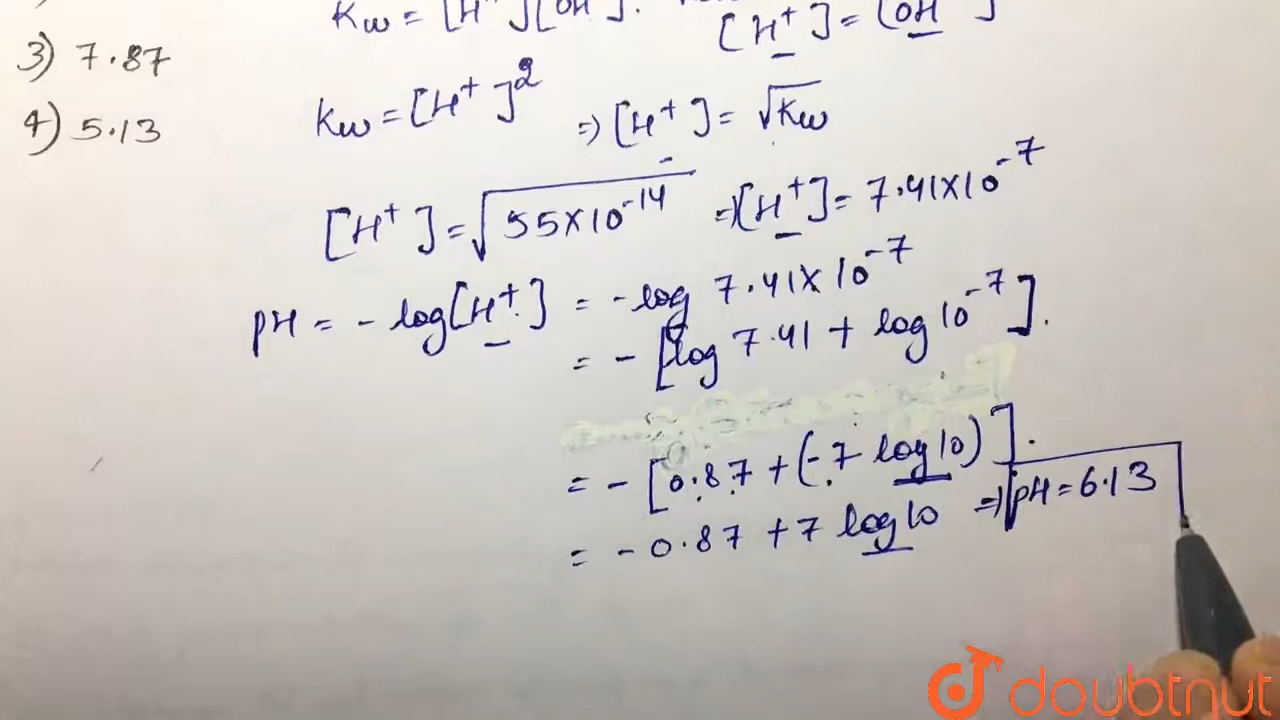 Kw = [H⁺][OH⁻].
[H⁺] = [OH⁻]
3) 7.87
4) 5.13
Kw = [H⁺]² ⇒ [H⁺] = √Kw
[H⁺] = √55×10⁻¹⁴ ⇒ [H⁺] = 7.41×10⁻⁷
pH = - log[H⁺] = - log 7.41×10⁻⁷
= - [log 7.41 + log 10⁻⁷].
= - [0.87 + (-7 log 10)].
= - 0.87 + 7 log 10 ⇒ pH = 6.13
doubtnut